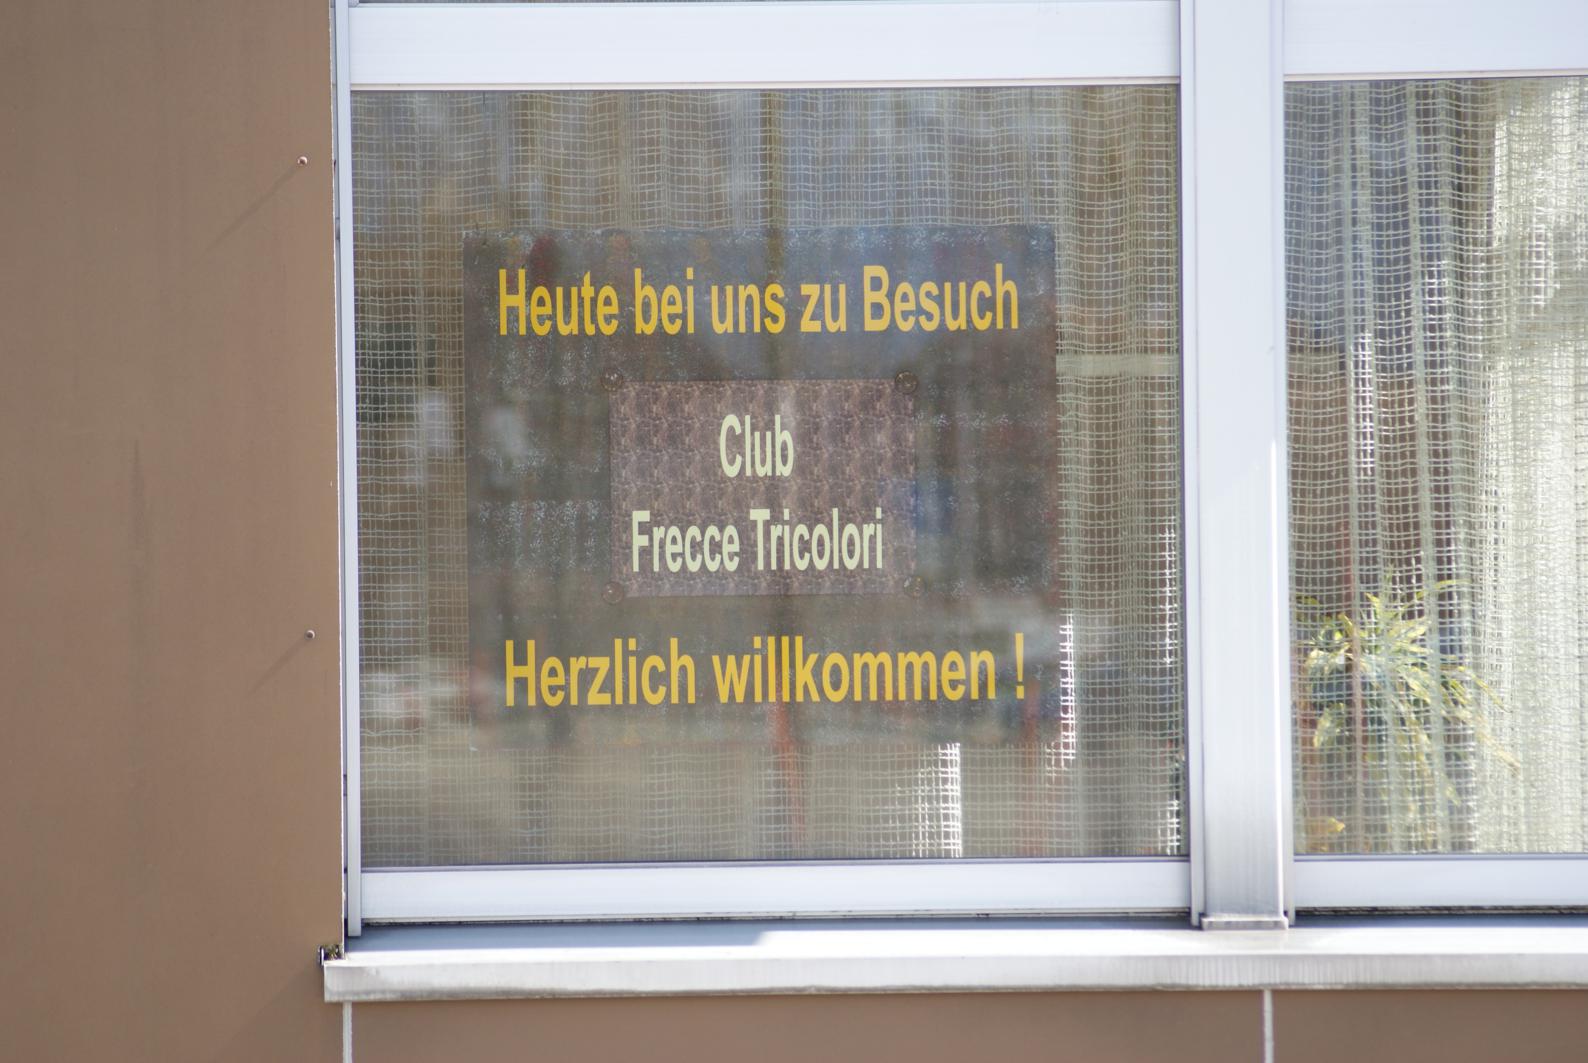 Heute bei uns zu Besuch
Club
Frecce Tricolori
Herzlich willkommen !